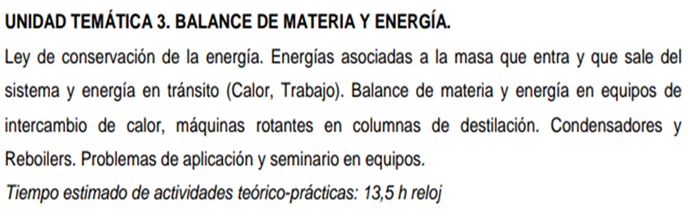 UNIDAD TEMÁTICA 3. BALANCE DE MATERIA Y ENERGÍA.
Ley de conservación de la energía. Energías asociadas a la masa que entra y que sale del
sistema y energía en tránsito (Calor, Trabajo). Balance de materia y energía en equipos de
intercambio de calor, máquinas rotantes en columnas de destilación. Condensadores y
Reboilers. Problemas de aplicación y seminario en equipos.
Tiempo estimado de actividades teórico-prácticas: 13,5 h reloj